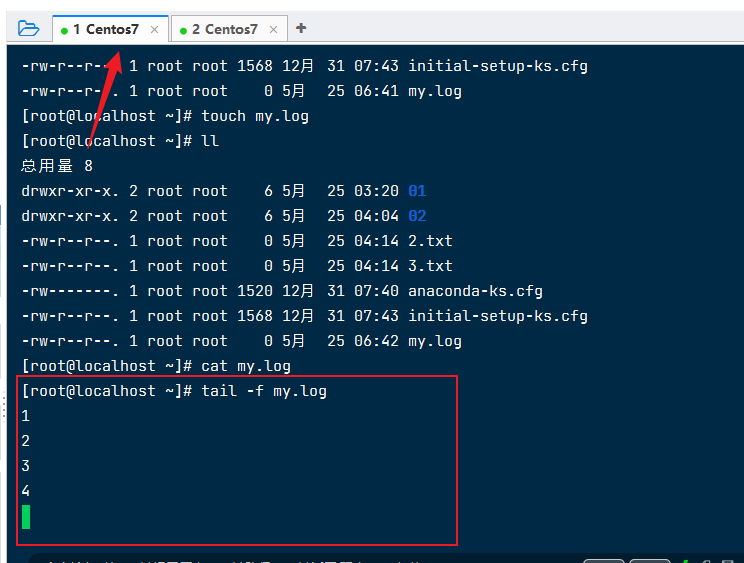 1 Centos7 × 2 Centos7 × +
-rw-r--r--. 1 root root 1568 12月 31 07:43 initial-setup-ks.cfg
-rw-r--r--. 1 root root    0 5月  25 06:41 my.log
[root@localhost ~]# touch my.log
[root@localhost ~]# ll
总用量 8
drwxr-xr-x. 2 root root    6 5月  25 03:20 01
drwxr-xr-x. 2 root root    6 5月  25 04:04 02
-rw-r--r--. 1 root root    0 5月  25 04:14 2.txt
-rw-r--r--. 1 root root    0 5月  25 04:14 3.txt
-rw-------. 1 root root 1520 12月 31 07:40 anaconda-ks.cfg
-rw-r--r--. 1 root root 1568 12月 31 07:43 initial-setup-ks.cfg
-rw-r--r--. 1 root root    0 5月  25 06:42 my.log
[root@localhost ~]# cat my.log
[root@localhost ~]# tail -f my.log
1
2
3
4